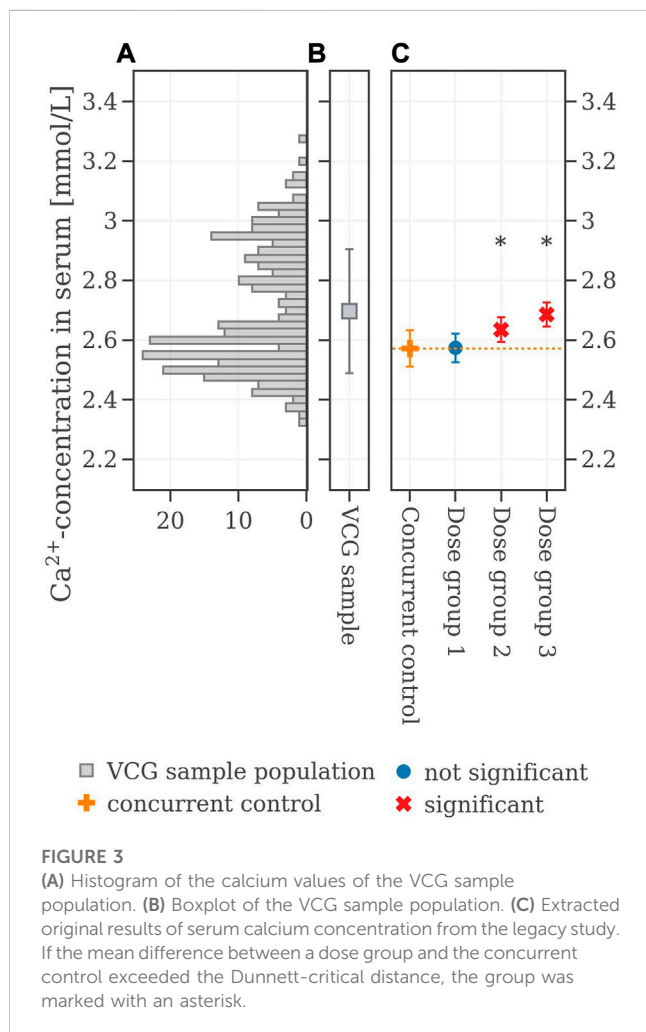 A
B
C
Ca²⁺-concentration in serum [mmol/L]
3.4
3.2
3
2.8
2.6
2.4
2.2
20
10
0
VCG sample
* *
3.4
3.2
3
2.8
2.6
2.4
2.2
Concurrent control
Dose group 1
Dose group 2
Dose group 3
VCG sample population
not significant
concurrent control
significant
FIGURE 3
(A) Histogram of the calcium values of the VCG sample
population. (B) Boxplot of the VCG sample population. (C) Extracted
original results of serum calcium concentration from the legacy study.
If the mean difference between a dose group and the concurrent
control exceeded the Dunnett-critical distance, the group was
marked with an asterisk.